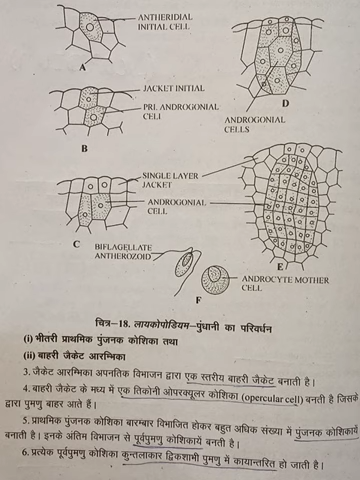 ANTHERIDIAL
INITIAL CELL
A
JACKET INITIAL
PRI. ANDROGONIAL
CELL
B
D
ANDROGONIAL
CELLS
SINGLE LAYER
JACKET
ANDROGONIAL
CELL
C
E
BIFLAGELLATE
ANTHEROZOID
F
ANDROCYTE MOTHER
CELL
चित्र–18. लायकोपोडियम–पुंधानी का परिवर्धन
(i) भीतरी प्राथमिक पुंजनक कोशिका तथा
(ii) बाहरी जैकेट आरम्भिका
3. जैकेट आरम्भिका अपनतिक विभाजन द्वारा एक स्तरीय बाहरी जैकेट बनाती है।
4. बाहरी जैकेट के मध्य में एक तिकोनी ओपरक्यूलर कोशिका (opercular cell) बनती है जिसके
द्वारा पुमणु बाहर आते हैं।
5. प्राथमिक पुंजनक कोशिका बारम्बार विभाजित होकर बहुत अधिक संख्या में पुंजनक कोशिकायें
बनाती है। इनके अंतिम विभाजन से पूर्वपुमणु कोशिकायें बनती है।
6. प्रत्येक पूर्वपुमणु कोशिका कुन्तलाकार द्विकशाभी पुमणु में कायान्तरित हो जाती है।